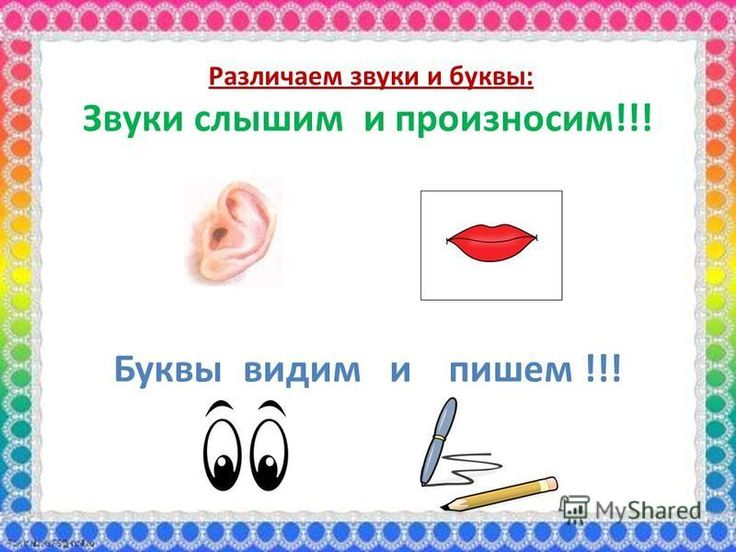 Различаем звуки и буквы:
Звуки слышим и произносим!!!
Буквы видим и пишем !!!
MyShared